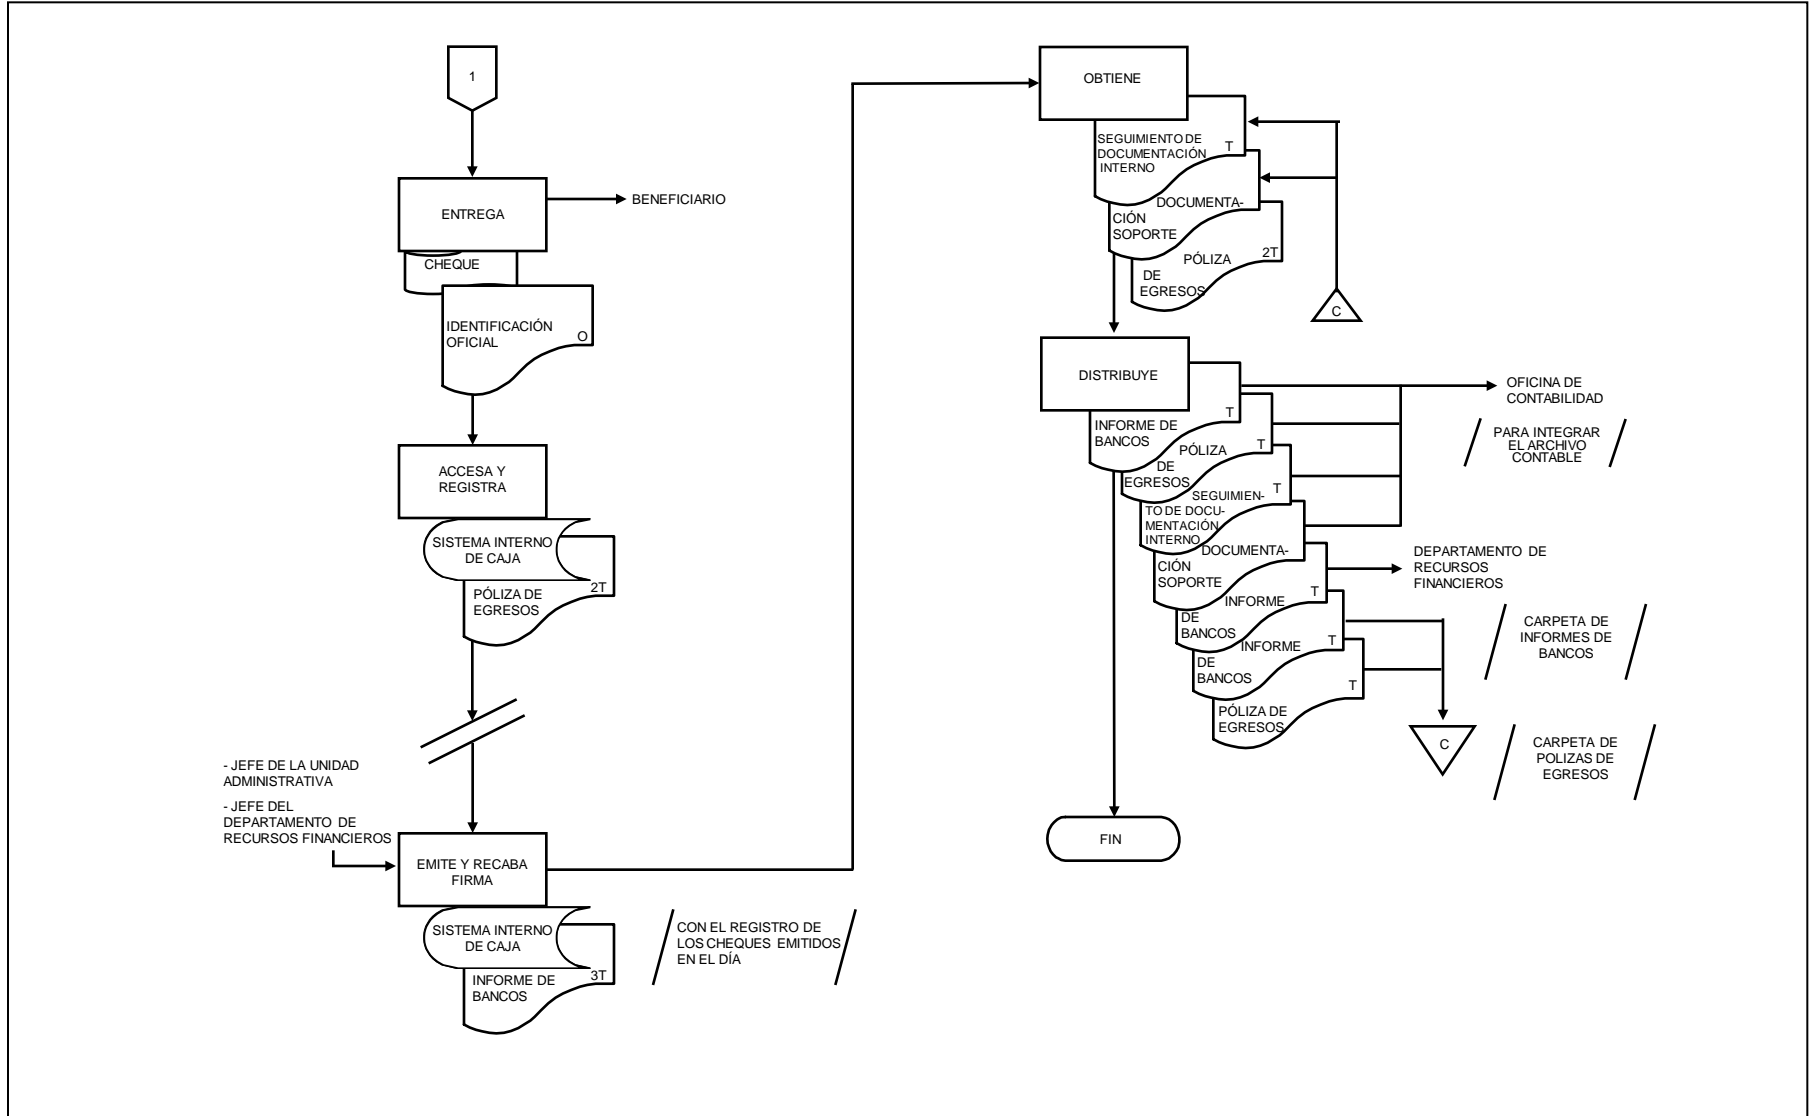 1
ENTREGA
BENEFICIARIO
CHEQUE
IDENTIFICACIÓN
OFICIAL
O
ACCESA Y
REGISTRA
SISTEMA INTERNO
DE CAJA
2T
PÓLIZA DE
EGRESOS
- JEFE DE LA UNIDAD
ADMINISTRATIVA
- JEFE DEL
DEPARTAMENTO DE
RECURSOS FINANCIEROS
EMITE Y RECABA
FIRMA
SISTEMA INTERNO
DE CAJA
3T
INFORME DE
BANCOS
CON EL REGISTRO DE
LOS CHEQUES EMITIDOS
EN EL DÍA
OBTIENE
SEGUIMIENTO DE
DOCUMENTACIÓN
INTERNO
T
DOCUMENTA-
CIÓN
SOPORTE
PÓLIZA
2T
DE
EGRESOS
C
DISTRIBUYE
INFORME DE
BANCOS
T
PÓLIZA
T
DE
EGRESOS
SEGUIMIEN-
T
TO DE DOCU-
MENTACIÓN
INTERNO
DOCUMENTA-
CIÓN
SOPORTE
INFORME
T
DE
BANCOS
INFORME
T
DE
BANCOS
T
PÓLIZA DE
EGRESOS
OFICINA DE
CONTABILIDAD
PARA INTEGRAR
EL ARCHIVO
CONTABLE
DEPARTAMENTO DE
RECURSOS
FINANCIEROS
CARPETA DE
INFORMES DE
BANCOS
C
CARPETA DE
POLIZAS DE
EGRESOS
FIN